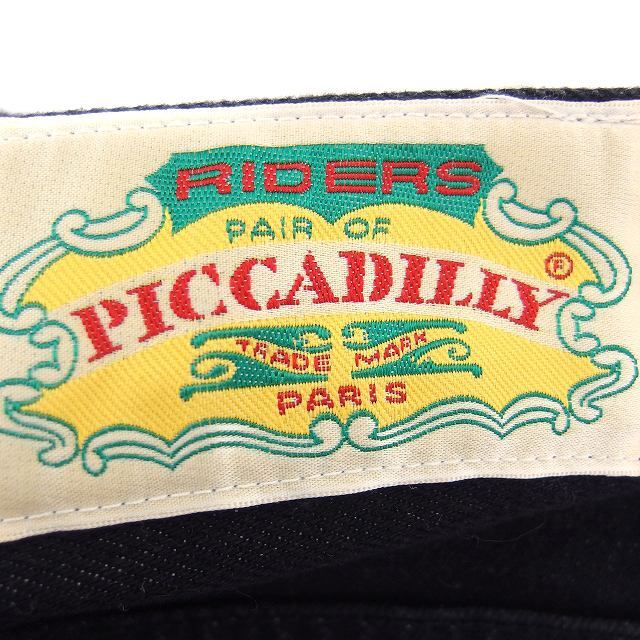 RIDERS
PAIR OF
PICCADILLY ®
TRADE MARK
PARIS